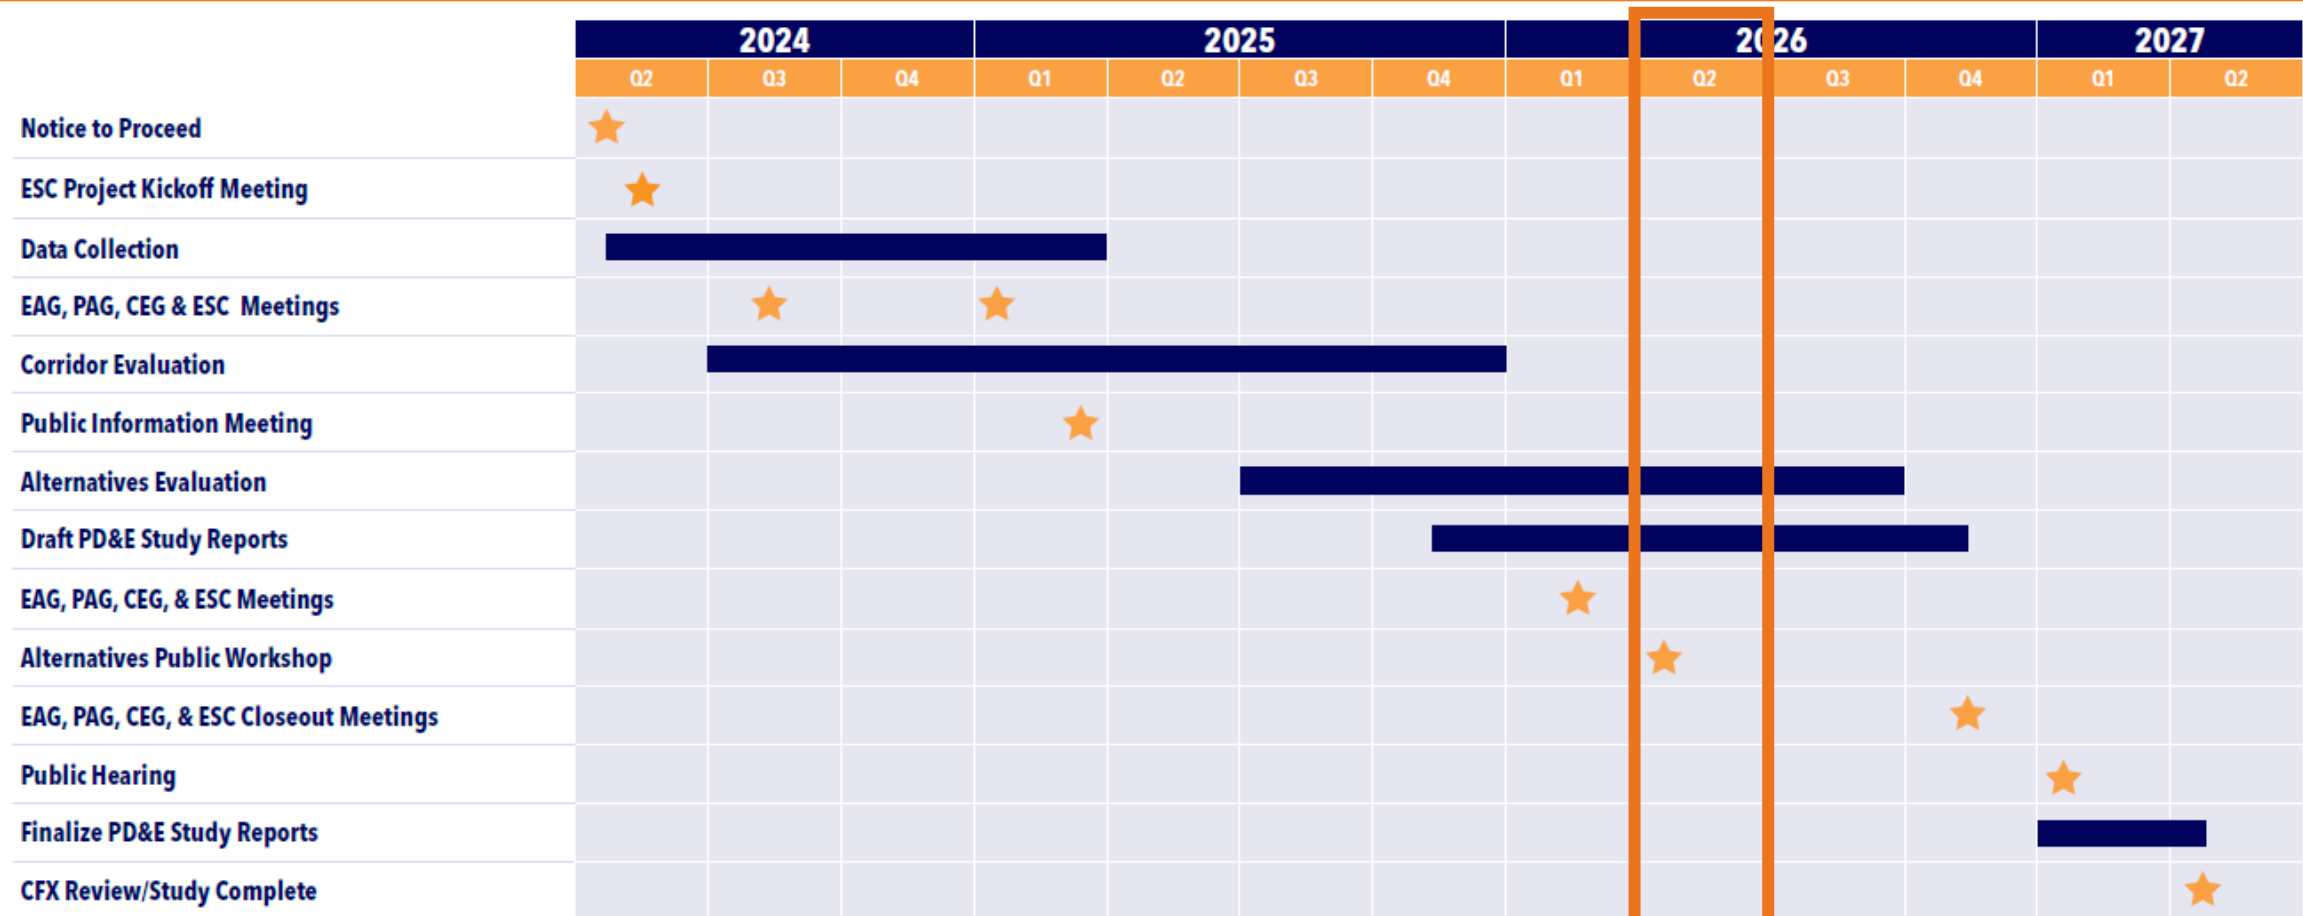 2024 2025 2026 2027
Q2 Q3 Q4 Q1 Q2 Q3 Q4 Q1 Q2 Q3 Q4 Q1 Q2
Notice to Proceed
ESC Project Kickoff Meeting
Data Collection
EAG, PAG, CEG & ESC Meetings
Corridor Evaluation
Public Information Meeting
Alternatives Evaluation
Draft PD&E Study Reports
EAG, PAG, CEG, & ESC Meetings
Alternatives Public Workshop
EAG, PAG, CEG, & ESC Closeout Meetings
Public Hearing
Finalize PD&E Study Reports
CFX Review/Study Complete